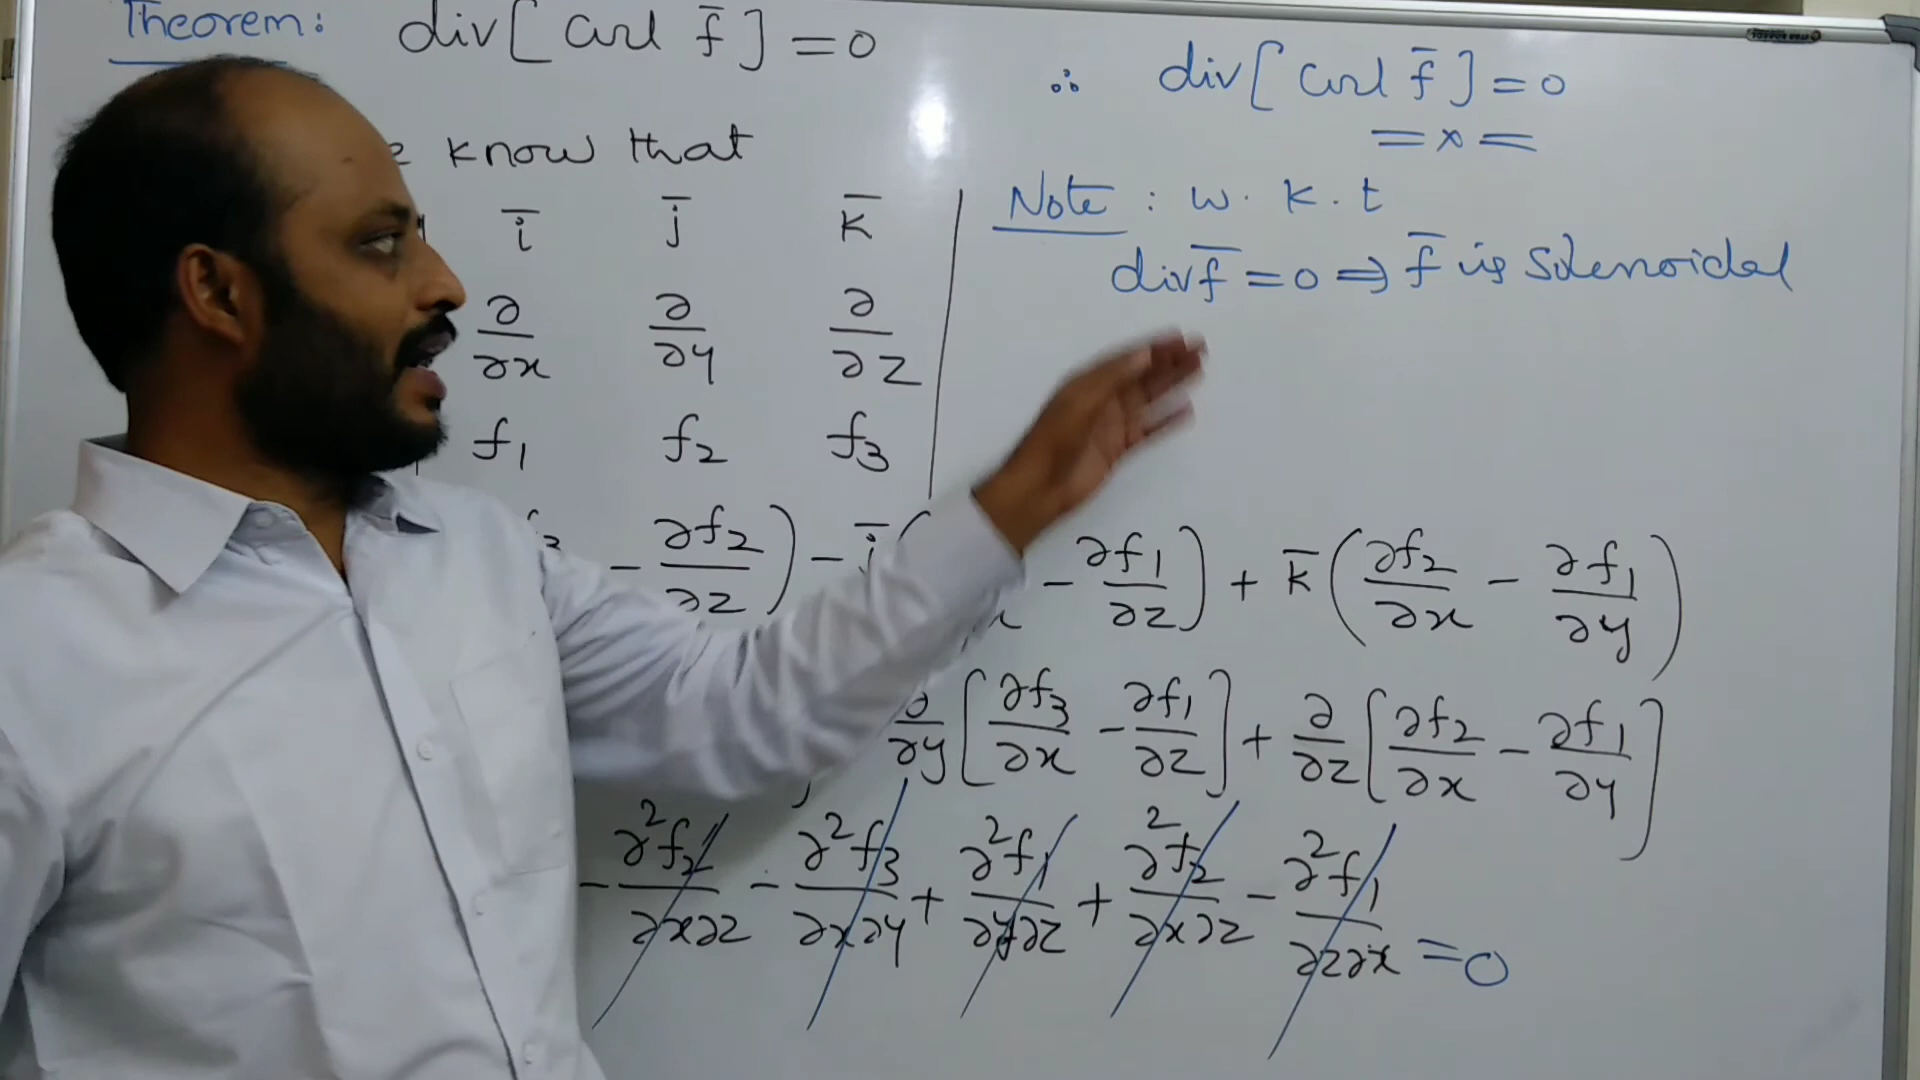 Theorem: div[Curl f̄] = 0
know that
ī j̄ k̄
∂/∂x ∂/∂y ∂/∂z
f₁ f₂ f₃
- ∂f₂/∂z) - j̄( - ∂f₁/∂z) + k̄(∂f₂/∂x - ∂f₁/∂y)
∂/∂y[∂f₃/∂x - ∂f₁/∂z] + ∂/∂z[∂f₂/∂x - ∂f₁/∂y]
- ∂²f₂/∂x∂z - ∂²f₃/∂x∂y + ∂²f₁/∂y∂z + ∂²f₂/∂x∂z - ∂²f₁/∂z∂x = 0
∴ div[Curl f̄] = 0
= x =
Note : w.k.t
div f̄ = 0 ⇒ f̄ is Solenoidal